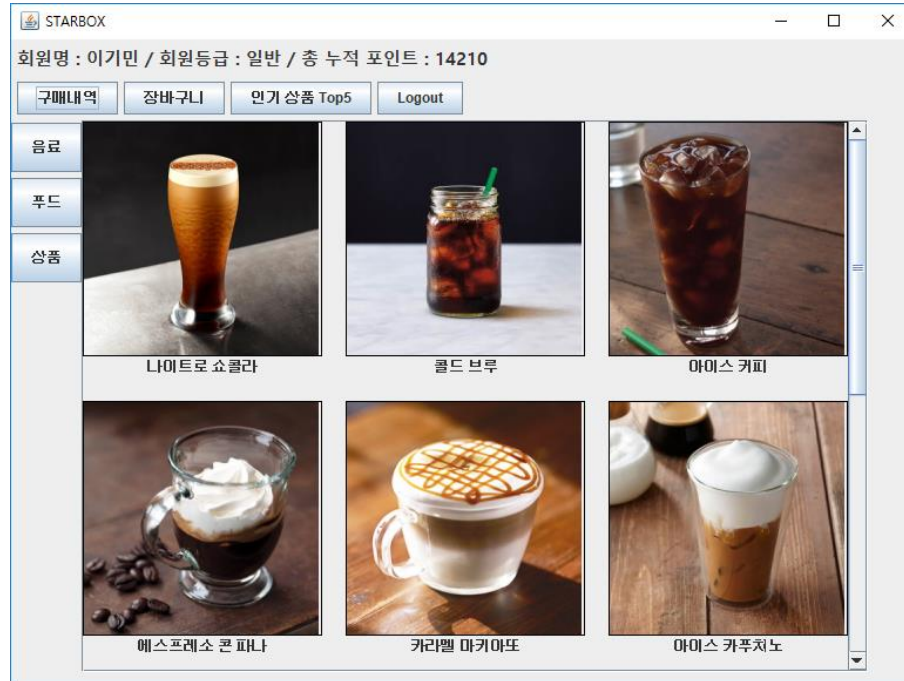 STARBOX
회원명 : 이기민 / 회원등급 : 일반 / 총 누적 포인트 : 14210
구매내역 장바구니 인기 상품 Top5 Logout
음료
푸드
상품
나이트로 쇼콜라 콜드 브루 아이스 커피
에스프레소 콘 파나 카라멜 마키아또 아이스 카푸치노